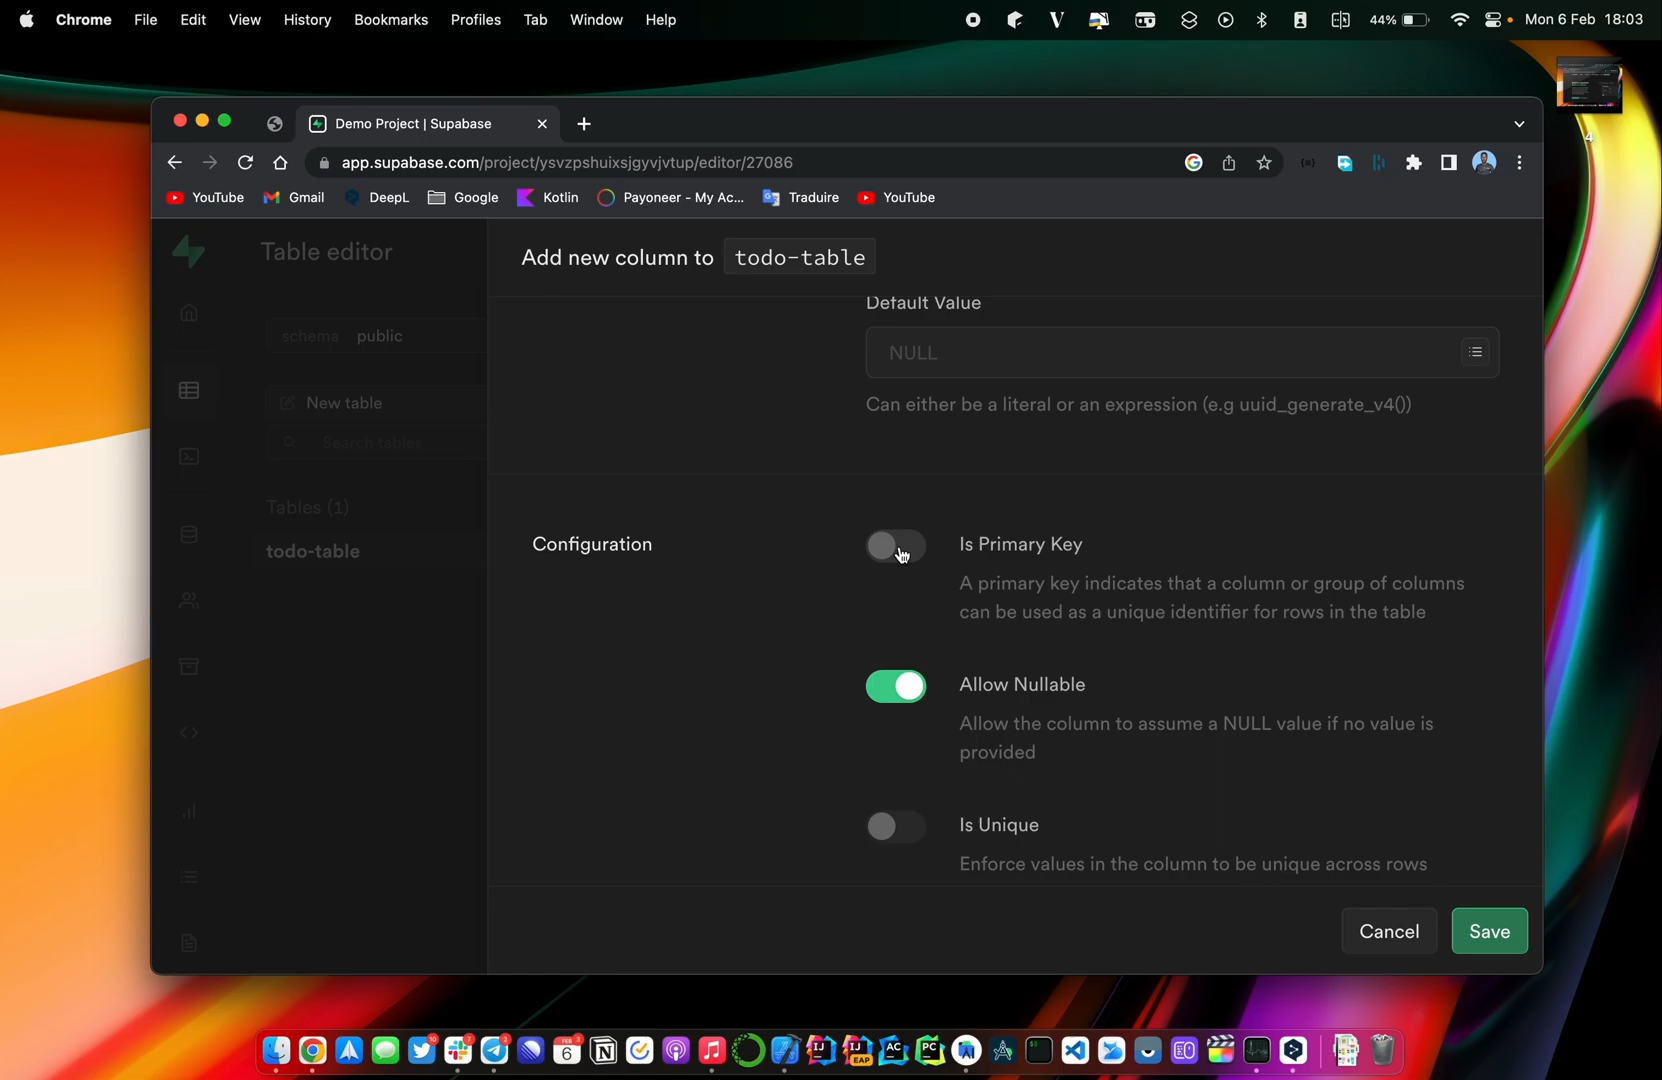 Chrome File Edit View History Bookmarks Profiles Tab Window Help
44% Mon 6 Feb 18:03
4
Demo Project | Supabase
app.supabase.com/project/ysvzpshuixsjgyvjvtup/editor/27086
YouTube Gmail DeepL Google Kotlin Payoneer - My Ac... Traduire YouTube
Table editor
schema public
New table
Search tables
Tables (1)
todo-table
Add new column to todo-table
Default Value
NULL
Can either be a literal or an expression (e.g uuid_generate_v4())
Configuration
Is Primary Key
A primary key indicates that a column or group of columns
can be used as a unique identifier for rows in the table
Allow Nullable
Allow the column to assume a NULL value if no value is
provided
Is Unique
Enforce values in the column to be unique across rows
Cancel Save